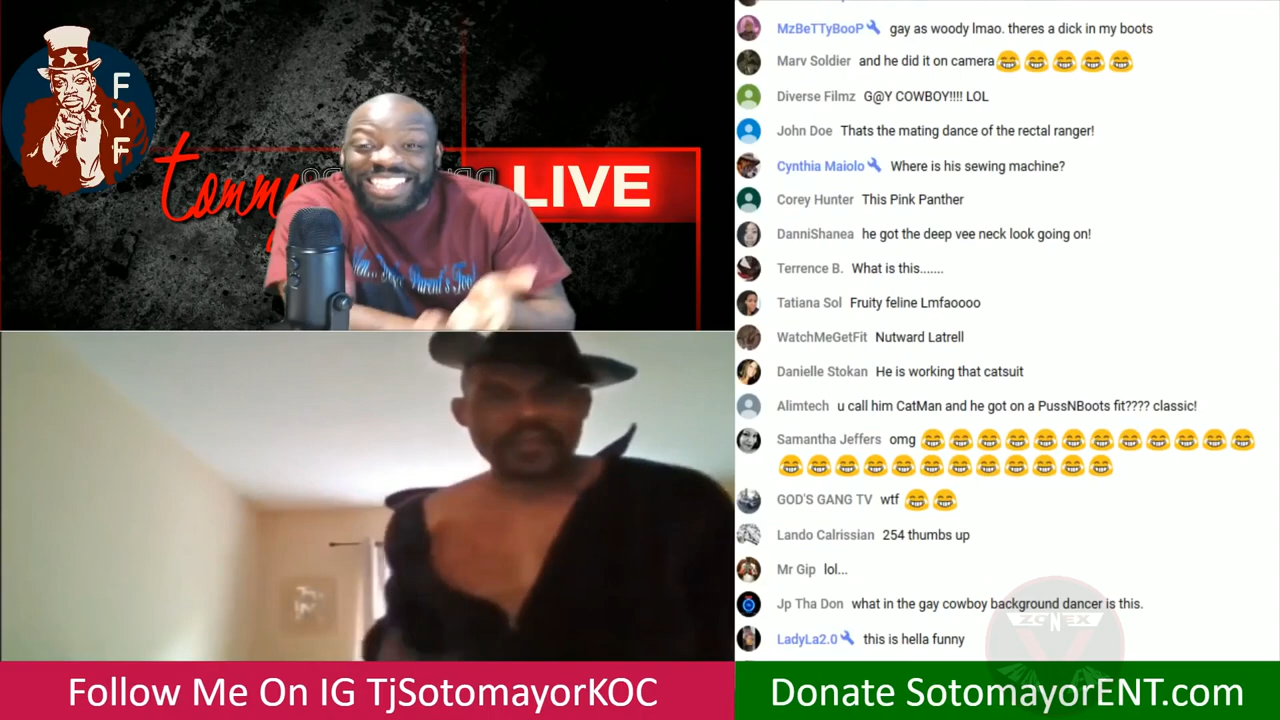 FYF
tommy
LIVE
MzBeTTyBooP gay as woody lmao. theres a dick in my boots
Marv Soldier and he did it on camera😂😂😂😂😂
Diverse Filmz G@Y COWBOY!!!! LOL
John Doe Thats the mating dance of the rectal ranger!
Cynthia Maiolo Where is his sewing machine?
Corey Hunter This Pink Panther
DanniShanea he got the deep vee neck look going on!
Terrence B. What is this.......
Tatiana Sol Fruity feline Lmfaoooo
WatchMeGetFit Nutward Latrell
Danielle Stokan He is working that catsuit
Alimtech u call him CatMan and he got on a PussNBoots fit???? classic!
Samantha Jeffers omg 😂😂😂😂😂😂😂😂😂😂😂😂
😂😂😂😂😂😂😂😂😂😂😂😂
GOD'S GANG TV wtf 😂😂
Lando Calrissian 254 thumbs up
Mr Gip lol...
Jp Tha Don what in the gay cowboy background dancer is this.
ZONEX
LadyLa2.0 this is hella funny
Follow Me On IG TjSotomayorKOC
Donate SotomayorENT.com